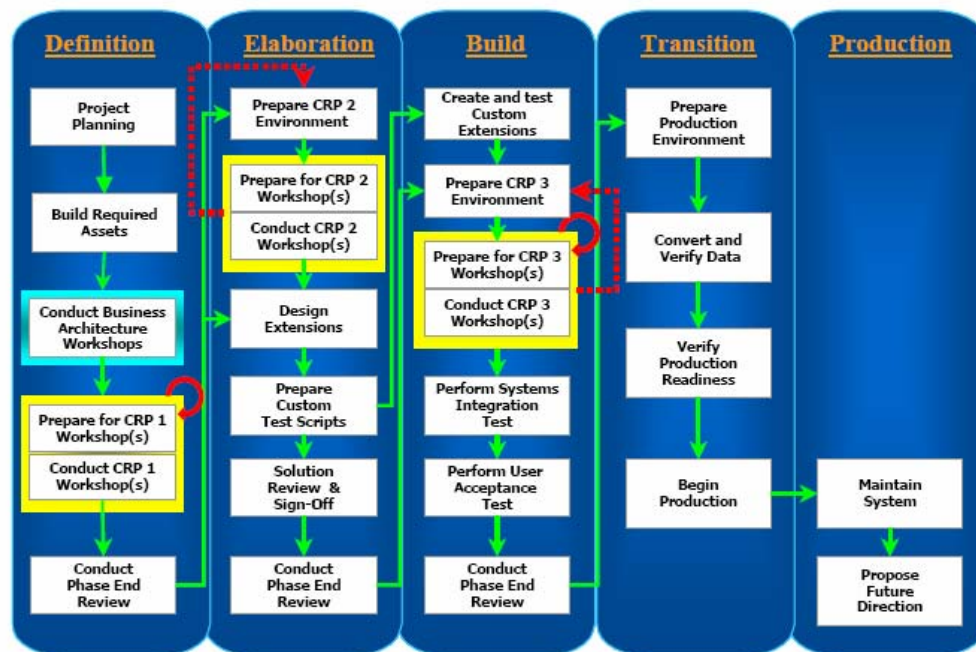 Definition
Project
Planning
Build Required
Assets
Conduct Business
Architecture
Workshops
Prepare for CRP 1
Workshop(s)
Conduct CRP 1
Workshop(s)
Conduct
Phase End
Review
Elaboration
Prepare CRP 2
Environment
Prepare for CRP 2
Workshop(s)
Conduct CRP 2
Workshop(s)
Design
Extensions
Prepare
Custom
Test Scripts
Solution
Review &
Sign-Off
Conduct
Phase End
Review
Build
Create and test
Custom
Extensions
Prepare CRP 3
Environment
Prepare for CRP 3
Workshop(s)
Conduct CRP 3
Workshop(s)
Perform Systems
Integration
Test
Perform User
Acceptance
Test
Conduct
Phase End
Review
Transition
Prepare
Production
Environment
Convert and
Verify Data
Verify
Production
Readiness
Begin
Production
Production
Maintain
System
Propose
Future
Direction